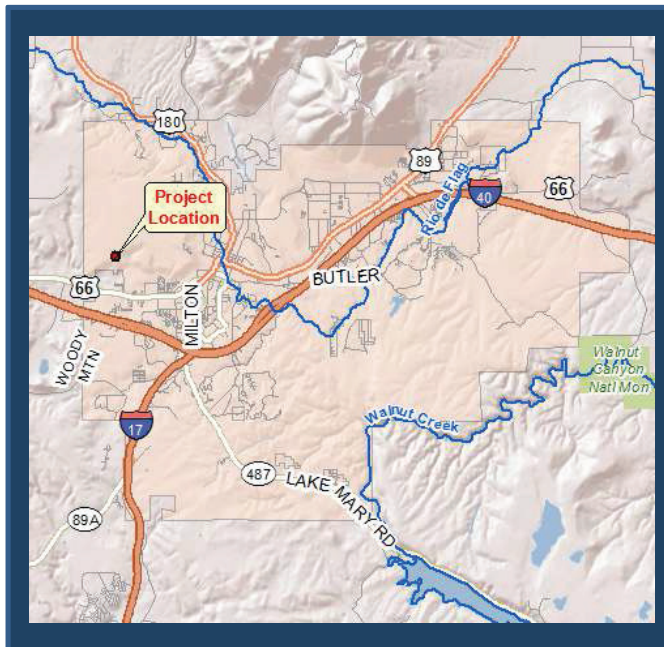 180
89
Project
Location
Rio de Flag
40
66
66
BUTLER
MILTON
WOODY
MTN
Walnut
Canyon
Natl Mon
Walnut Creek
17
487
LAKE MARY RD
89A